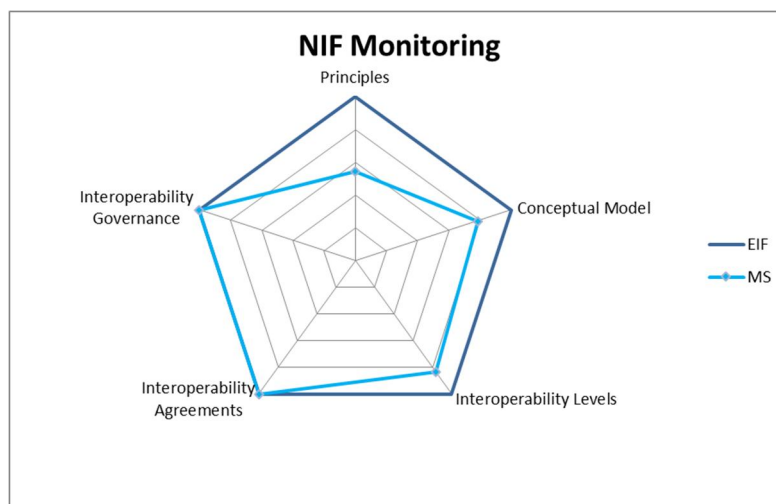 NIF Monitoring
Principles
Interoperability
Governance
Conceptual Model
EIF
MS
Interoperability
Agreements
Interoperability Levels